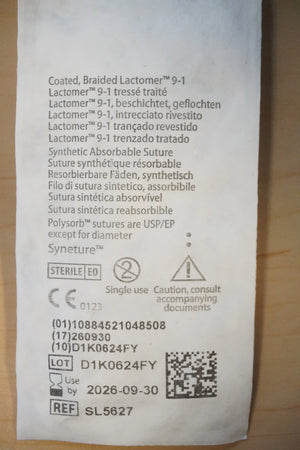 Coated, Braided Lactomer™ 9-1
Lactomer™ 9-1 tressé traité
Lactomer™ 9-1, beschichtet, geflochten
Lactomer™ 9-1, intrecciato rivestito
Lactomer™ 9-1 trançado revestido
Lactomer™ 9-1 trenzado tratado
Synthetic Absorbable Suture
Suture synthétique résorbable
Resorbierbare Fäden, synthetisch
Filo di sutura sintetico, assorbibile
Sutura sintética absorvível
Sutura sintética reabsorbible
Polysorb™ sutures are USP/EP
except for diameter
Syneture™
STERILE EO
2
Single use
Caution, consult
accompanying
documents
CE 0123
(01)10884521048508
(17)260930
(10)D1K0624FY
LOT D1K0624FY
Use
by 2026-09-30
REF SL5627